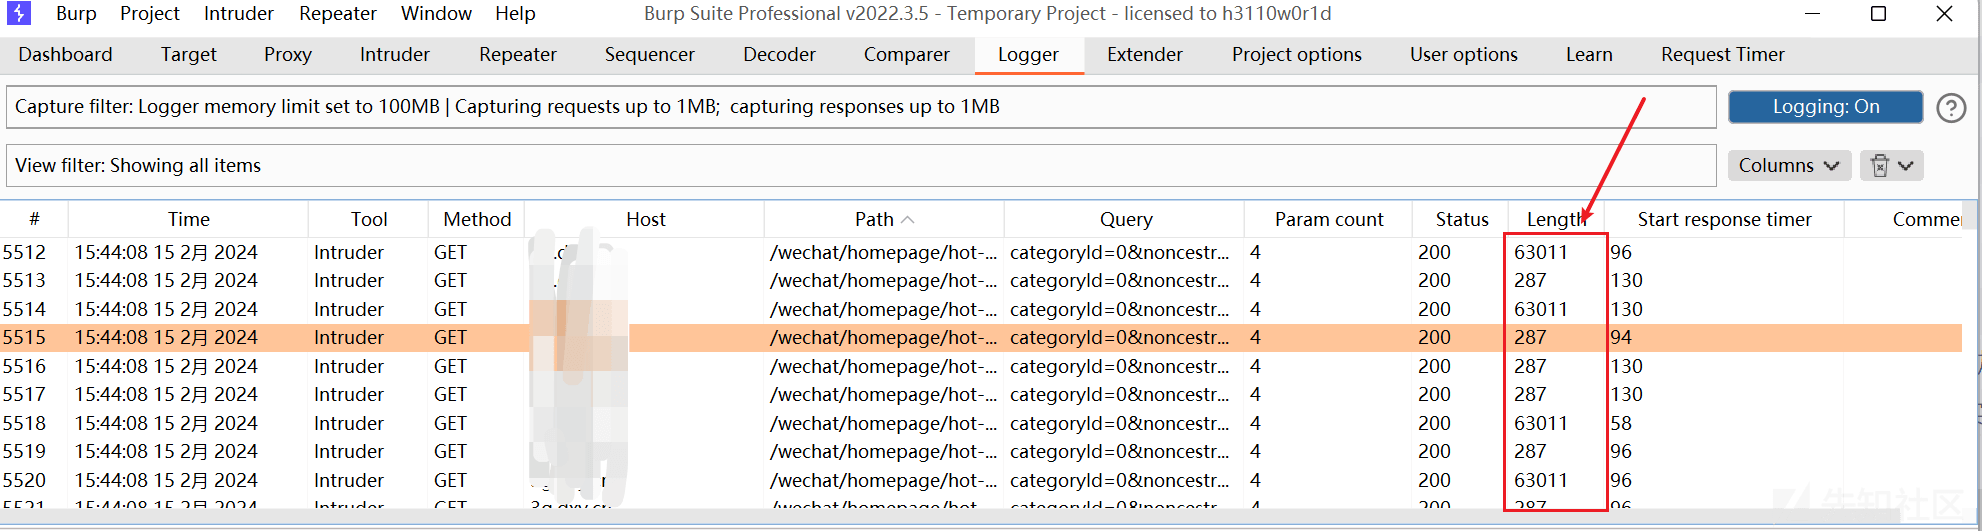 Burp Project Intruder Repeater Window Help Burp Suite Professional v2022.3.5 - Temporary Project - licensed to h3110w0r1d
Dashboard Target Proxy Intruder Repeater Sequencer Decoder Comparer Logger Extender Project options User options Learn Request Timer
Capture filter: Logger memory limit set to 100MB | Capturing requests up to 1MB; capturing responses up to 1MB Logging: On ?
View filter: Showing all items Columns
# Time Tool Method Host Path Query Param count Status Length Start response timer Comme
5512 15:44:08 15 2月 2024 Intruder GET /wechat/homepage/hot-... categoryId=0&noncestr... 4 200 63011 96
5513 15:44:08 15 2月 2024 Intruder GET /wechat/homepage/hot-... categoryId=0&noncestr... 4 200 287 130
5514 15:44:08 15 2月 2024 Intruder GET /wechat/homepage/hot-... categoryId=0&noncestr... 4 200 63011 130
5515 15:44:08 15 2月 2024 Intruder GET /wechat/homepage/hot-... categoryId=0&noncestr... 4 200 287 94
5516 15:44:08 15 2月 2024 Intruder GET /wechat/homepage/hot-... categoryId=0&noncestr... 4 200 287 130
5517 15:44:08 15 2月 2024 Intruder GET /wechat/homepage/hot-... categoryId=0&noncestr... 4 200 287 130
5518 15:44:08 15 2月 2024 Intruder GET /wechat/homepage/hot-... categoryId=0&noncestr... 4 200 63011 58
5519 15:44:08 15 2月 2024 Intruder GET /wechat/homepage/hot-... categoryId=0&noncestr... 4 200 287 96
5520 15:44:08 15 2月 2024 Intruder GET /wechat/homepage/hot-... categoryId=0&noncestr... 4 200 63011 96
5521 15:44:08 15 2月 2024 Intruder GET /wechat/homepage/hot-... categoryId=0&noncestr... 4 200 287 96
先知社区